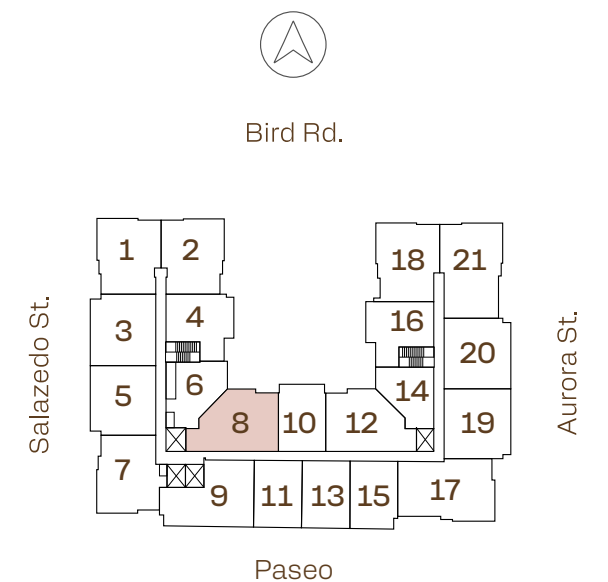 Bird Rd.
1 2 18 21
Salazedo St.
3 4 16 20
Aurora St.
5 6 14
8 10 12 19
7 9 11 13 15 17
Paseo